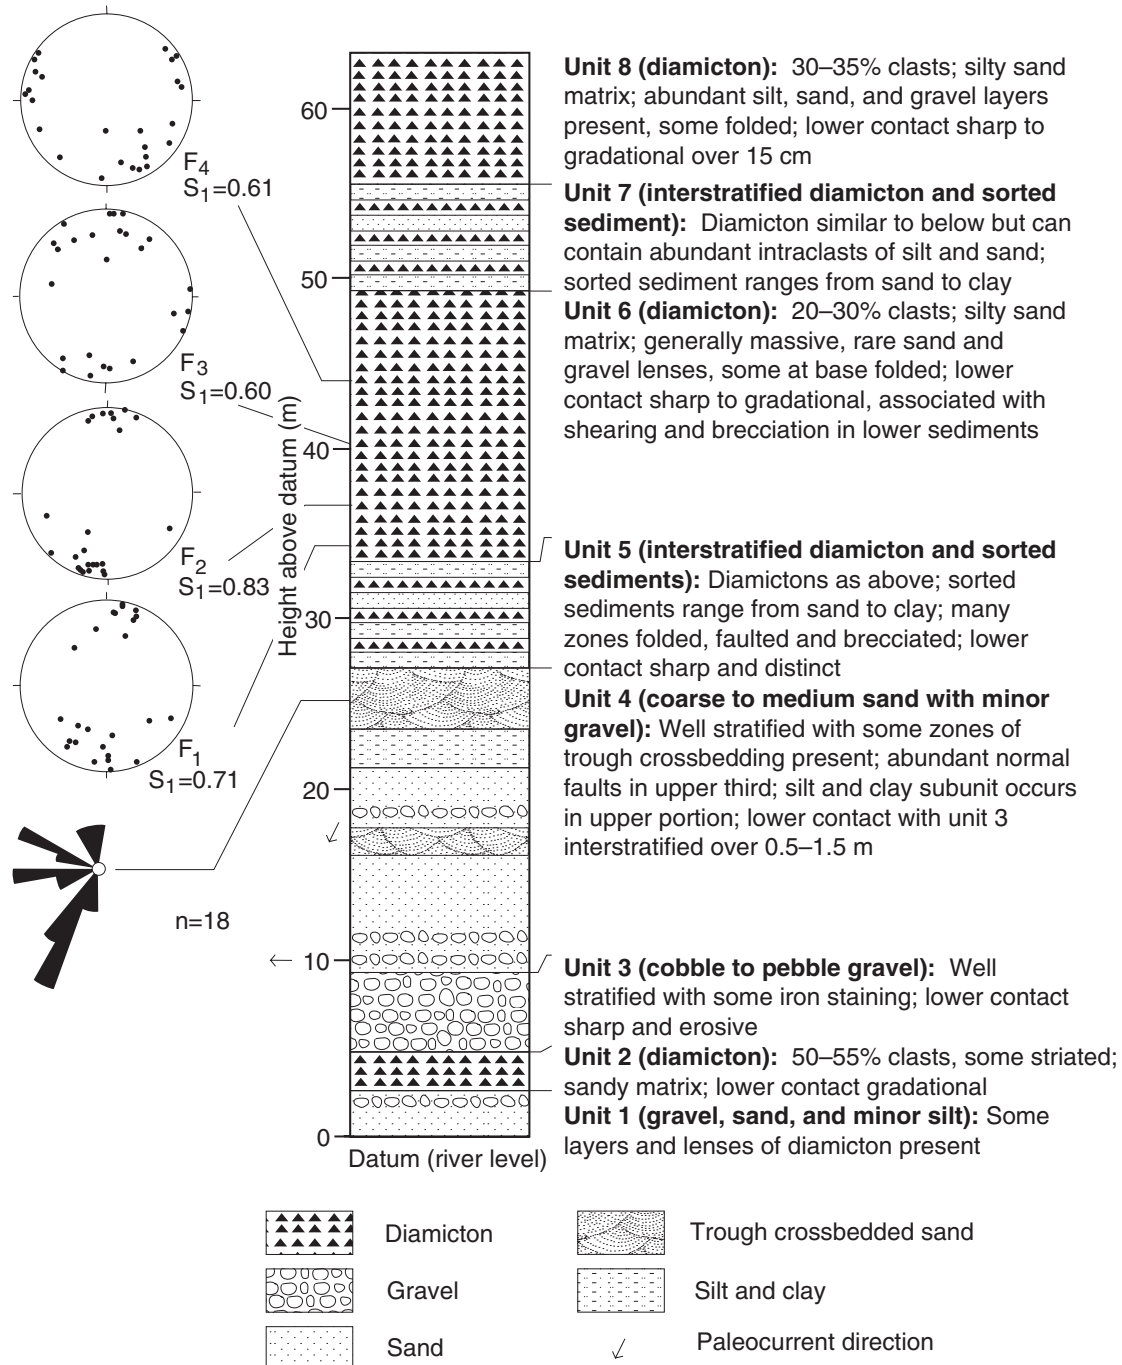 F4
S1=0.61
F3
S1=0.60
F2
S1=0.83
F1
S1=0.71
n=18
Height above datum (m)
60
50
40
30
20
10
0
Datum (river level)
Unit 8 (diamicton): 30–35% clasts; silty sand
matrix; abundant silt, sand, and gravel layers
present, some folded; lower contact sharp to
gradational over 15 cm
Unit 7 (interstratified diamicton and sorted
sediment): Diamicton similar to below but can
contain abundant intraclasts of silt and sand;
sorted sediment ranges from sand to clay
Unit 6 (diamicton): 20–30% clasts; silty sand
matrix; generally massive, rare sand and
gravel lenses, some at base folded; lower
contact sharp to gradational, associated with
shearing and brecciation in lower sediments
Unit 5 (interstratified diamicton and sorted
sediments): Diamictons as above; sorted
sediments range from sand to clay; many
zones folded, faulted and brecciated; lower
contact sharp and distinct
Unit 4 (coarse to medium sand with minor
gravel): Well stratified with some zones of
trough crossbedding present; abundant normal
faults in upper third; silt and clay subunit occurs
in upper portion; lower contact with unit 3
interstratified over 0.5–1.5 m
Unit 3 (cobble to pebble gravel): Well
stratified with some iron staining; lower contact
sharp and erosive
Unit 2 (diamicton): 50–55% clasts, some striated;
sandy matrix; lower contact gradational
Unit 1 (gravel, sand, and minor silt): Some
layers and lenses of diamicton present
Diamicton
Gravel
Sand
Trough crossbedded sand
Silt and clay
Paleocurrent direction